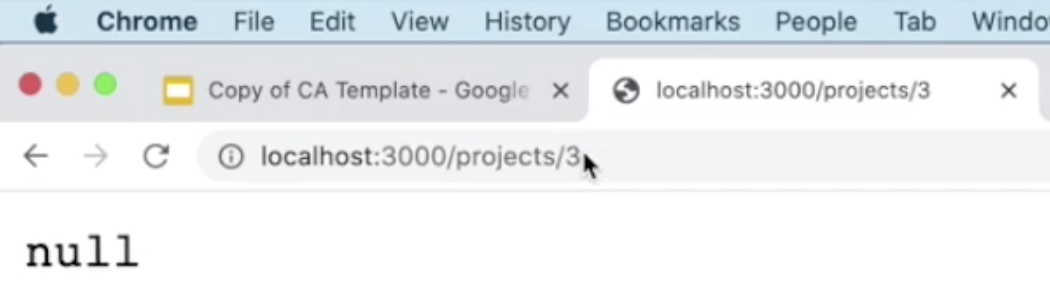 Chrome File Edit View History Bookmarks People Tab Windo
Copy of CA Template - Google localhost:3000/projects/3
localhost:3000/projects/3
null